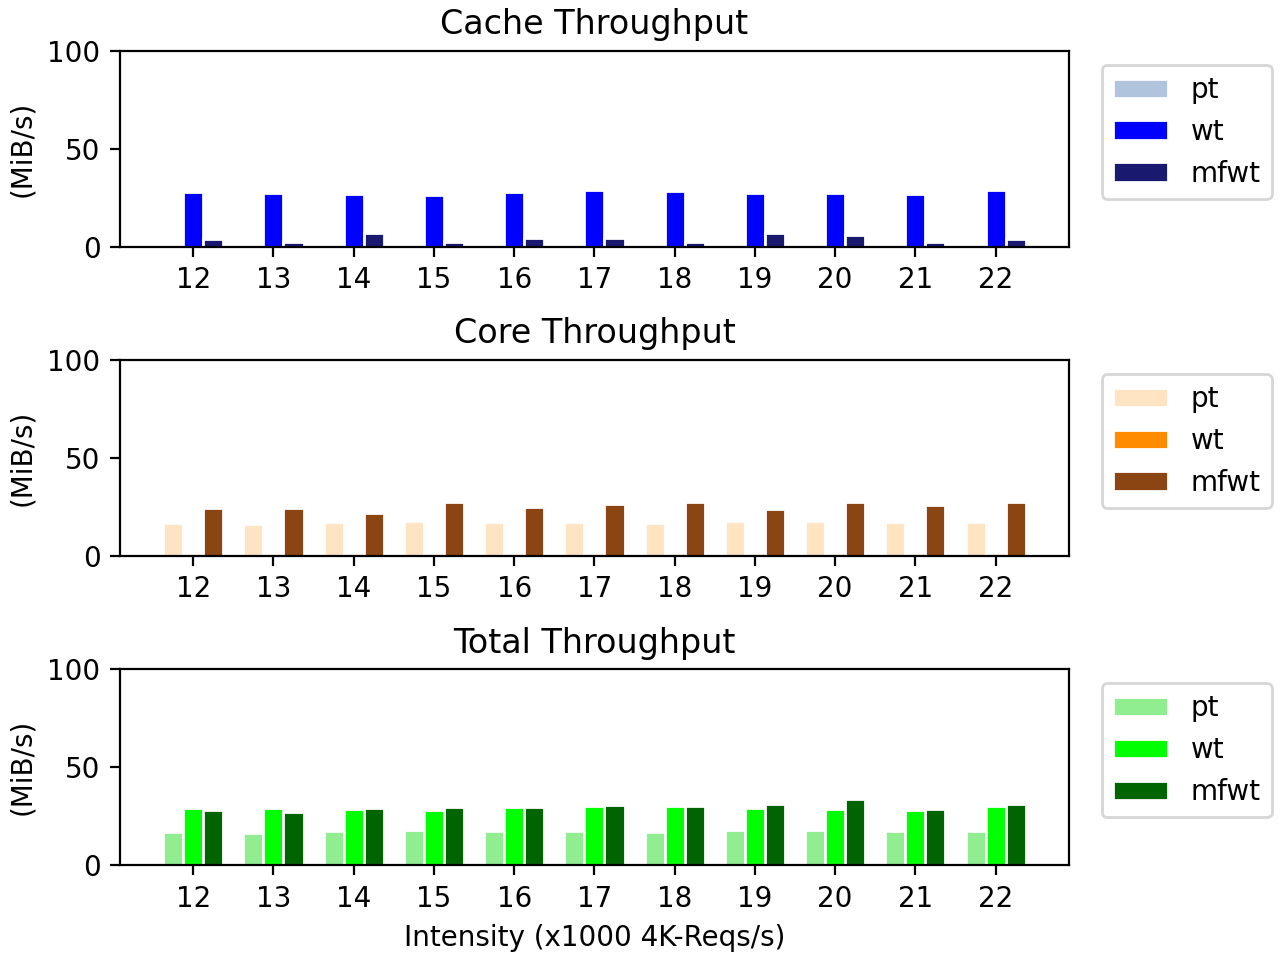 Cache Throughput
100
50
0
(MiB/s)
12 13 14 15 16 17 18 19 20 21 22
pt
wt
mfwt
Core Throughput
100
50
0
(MiB/s)
12 13 14 15 16 17 18 19 20 21 22
pt
wt
mfwt
Total Throughput
100
50
0
(MiB/s)
12 13 14 15 16 17 18 19 20 21 22
pt
wt
mfwt
Intensity (x1000 4K-Reqs/s)